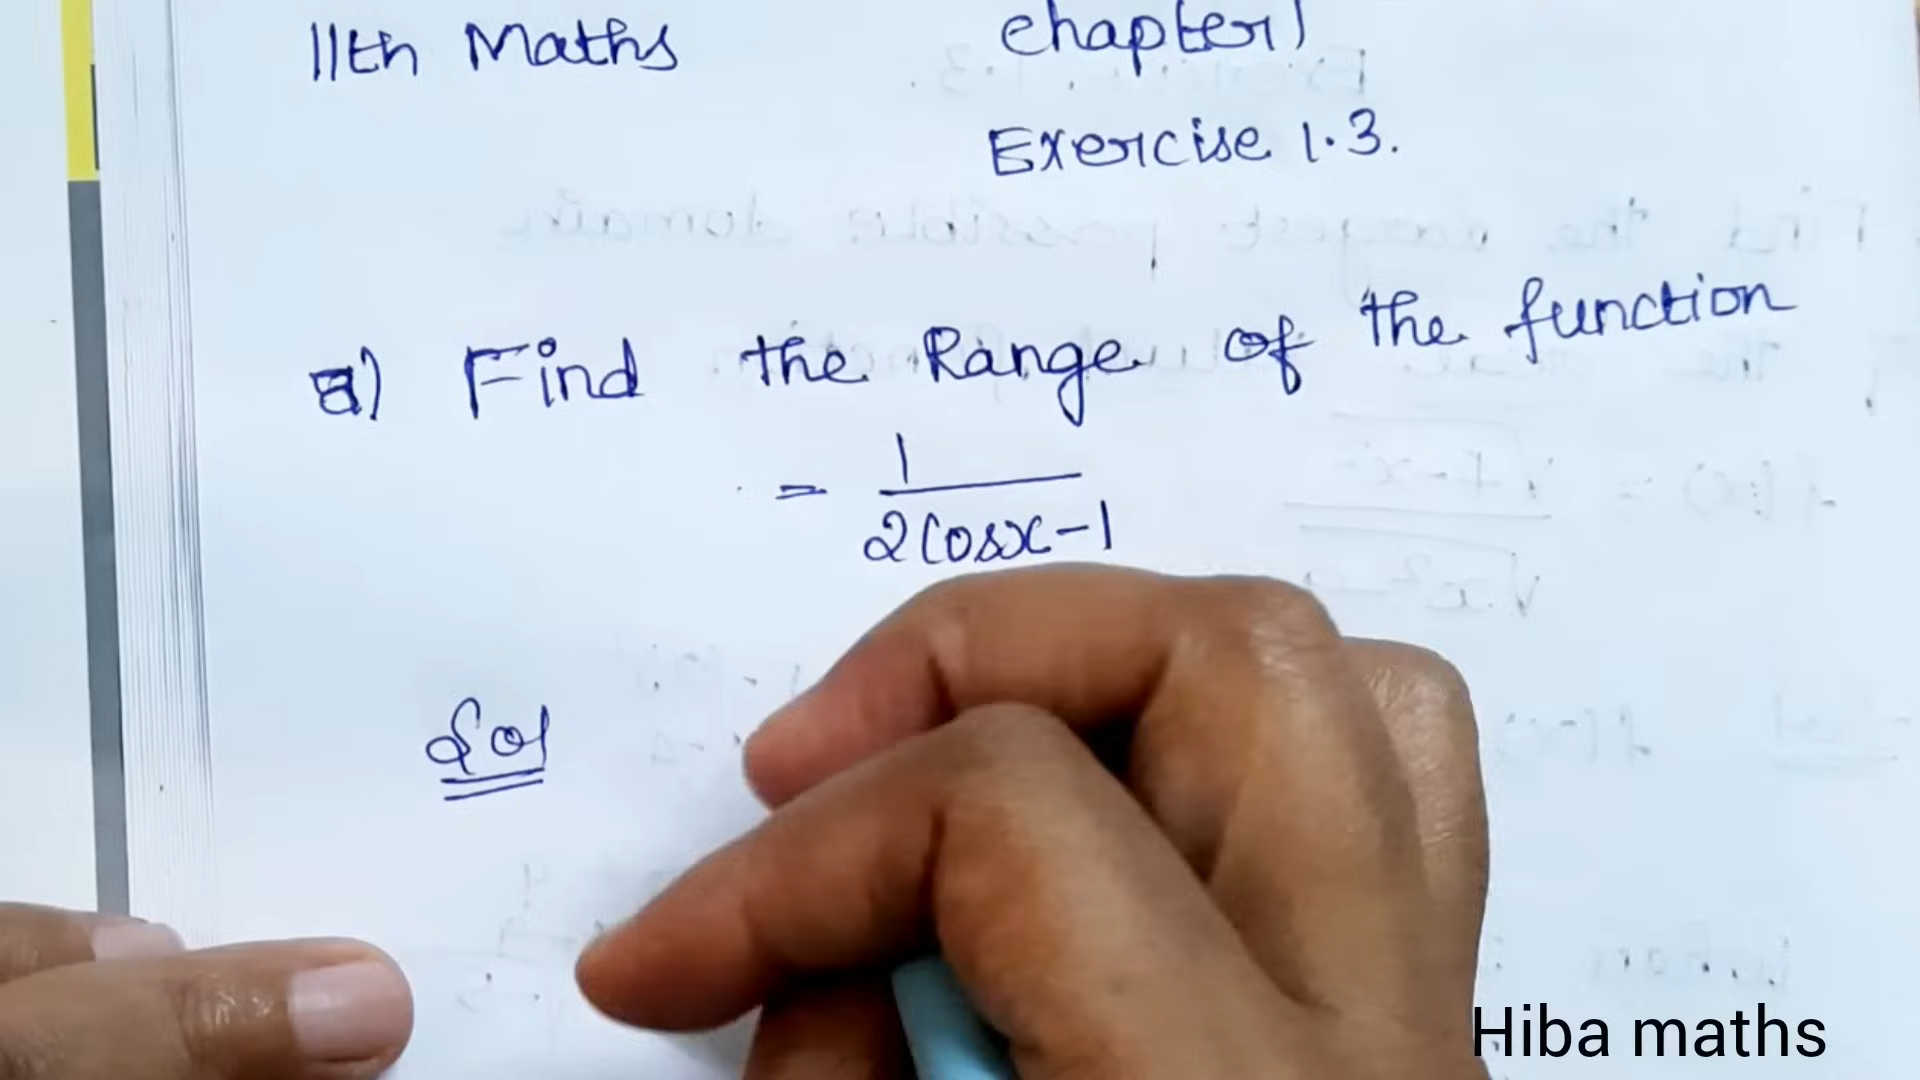 11th Maths chapter 1
Exercise 1.3.
8) Find the Range of the function
= 1/(2cosx-1)
Sol
Hiba maths